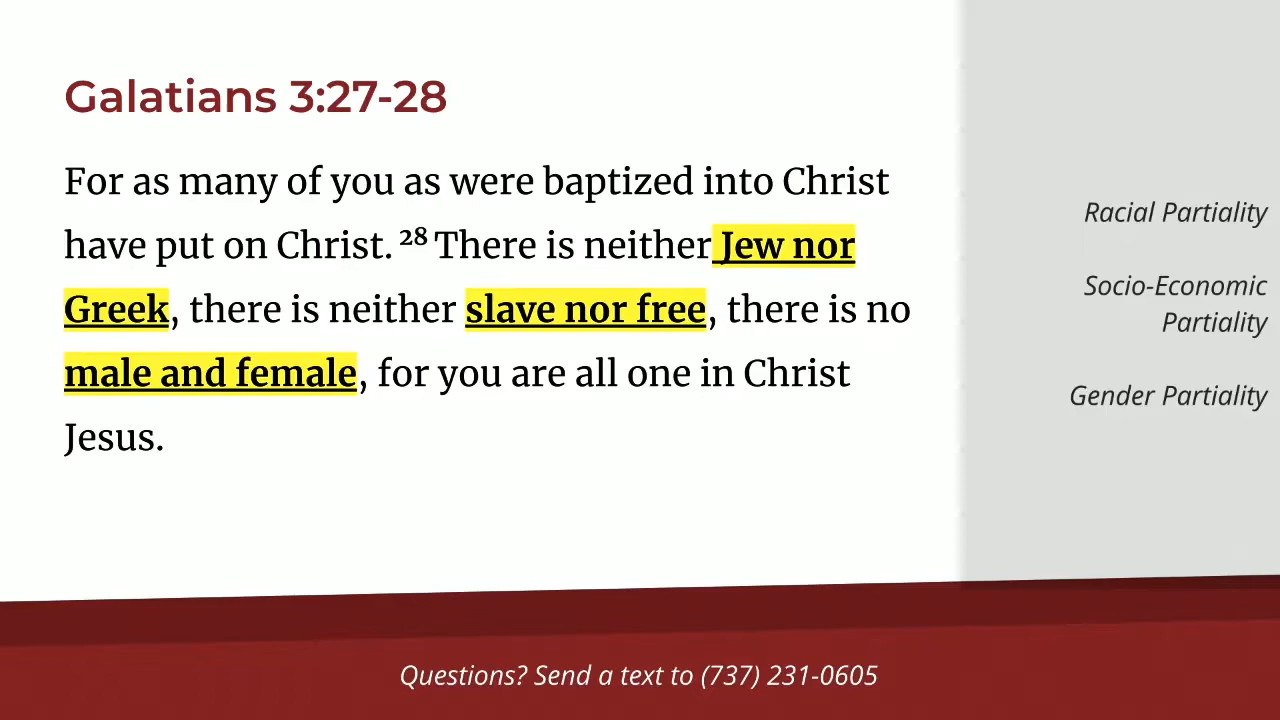 Galatians 3:27-28
For as many of you as were baptized into Christ
have put on Christ. 28 There is neither Jew nor
Greek, there is neither slave nor free, there is no
male and female, for you are all one in Christ
Jesus.
Racial Partiality
Socio-Economic
Partiality
Gender Partiality
Questions? Send a text to (737) 231-0605